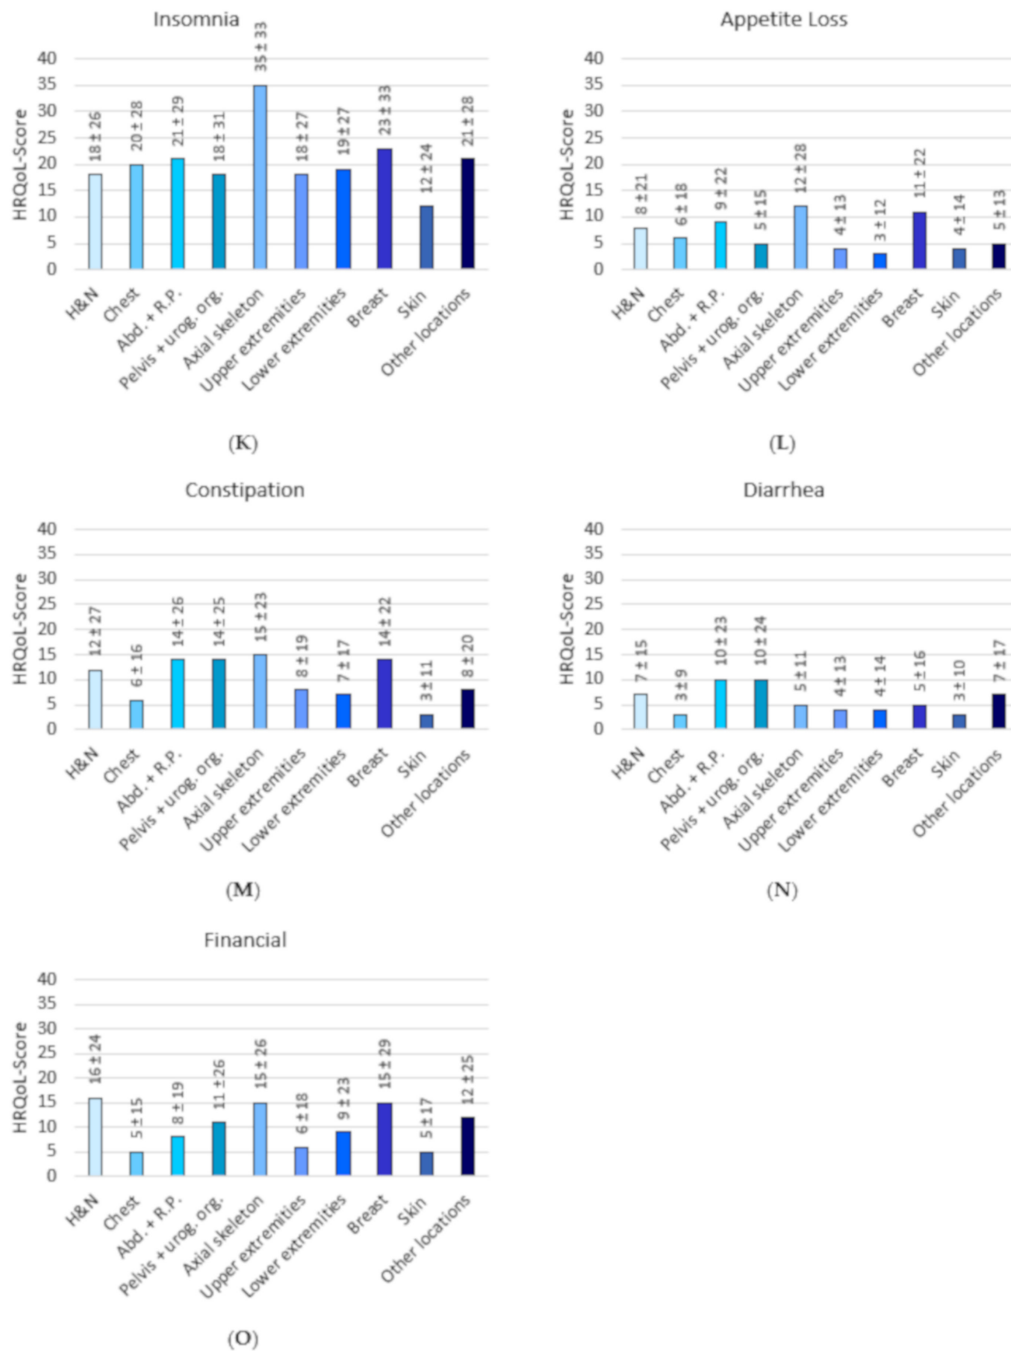 Insomnia
HRQoL-Score
40
35
30
25
20
15
10
5
0
18 ± 26
20 ± 28
21 ± 29
18 ± 31
35 ± 33
18 ± 27
19 ± 27
23 ± 33
12 ± 24
21 ± 28
H&N
Chest
Abd. + R.P.
Pelvis + urog. org.
Axial skeleton
Upper extremities
Lower extremities
Breast
Skin
Other locations
(K)
Appetite Loss
HRQoL-Score
40
35
30
25
20
15
10
5
0
8 ± 21
6 ± 18
9 ± 22
5 ± 15
12 ± 28
4 ± 13
3 ± 12
11 ± 22
4 ± 14
5 ± 13
H&N
Chest
Abd. + R.P.
Pelvis + urog. org.
Axial skeleton
Upper extremities
Lower extremities
Breast
Skin
Other locations
(L)
Constipation
HRQoL-Score
40
35
30
25
20
15
10
5
0
12 ± 27
6 ± 16
14 ± 26
14 ± 25
15 ± 23
8 ± 19
7 ± 17
14 ± 22
3 ± 11
8 ± 20
H&N
Chest
Abd. + R.P.
Pelvis + urog. org.
Axial skeleton
Upper extremities
Lower extremities
Breast
Skin
Other locations
(M)
Diarrhea
HRQoL-Score
40
35
30
25
20
15
10
5
0
7 ± 15
3 ± 9
10 ± 23
10 ± 24
5 ± 11
4 ± 13
4 ± 14
5 ± 16
3 ± 10
7 ± 17
H&N
Chest
Abd. + R.P.
Pelvis + urog. org.
Axial skeleton
Upper extremities
Lower extremities
Breast
Skin
Other locations
(N)
Financial
HRQoL-Score
40
35
30
25
20
15
10
5
0
16 ± 24
5 ± 15
8 ± 19
11 ± 26
15 ± 26
6 ± 18
9 ± 23
15 ± 29
5 ± 17
12 ± 25
H&N
Chest
Abd. + R.P.
Pelvis + urog. org.
Axial skeleton
Upper extremities
Lower extremities
Breast
Skin
Other locations
(O)